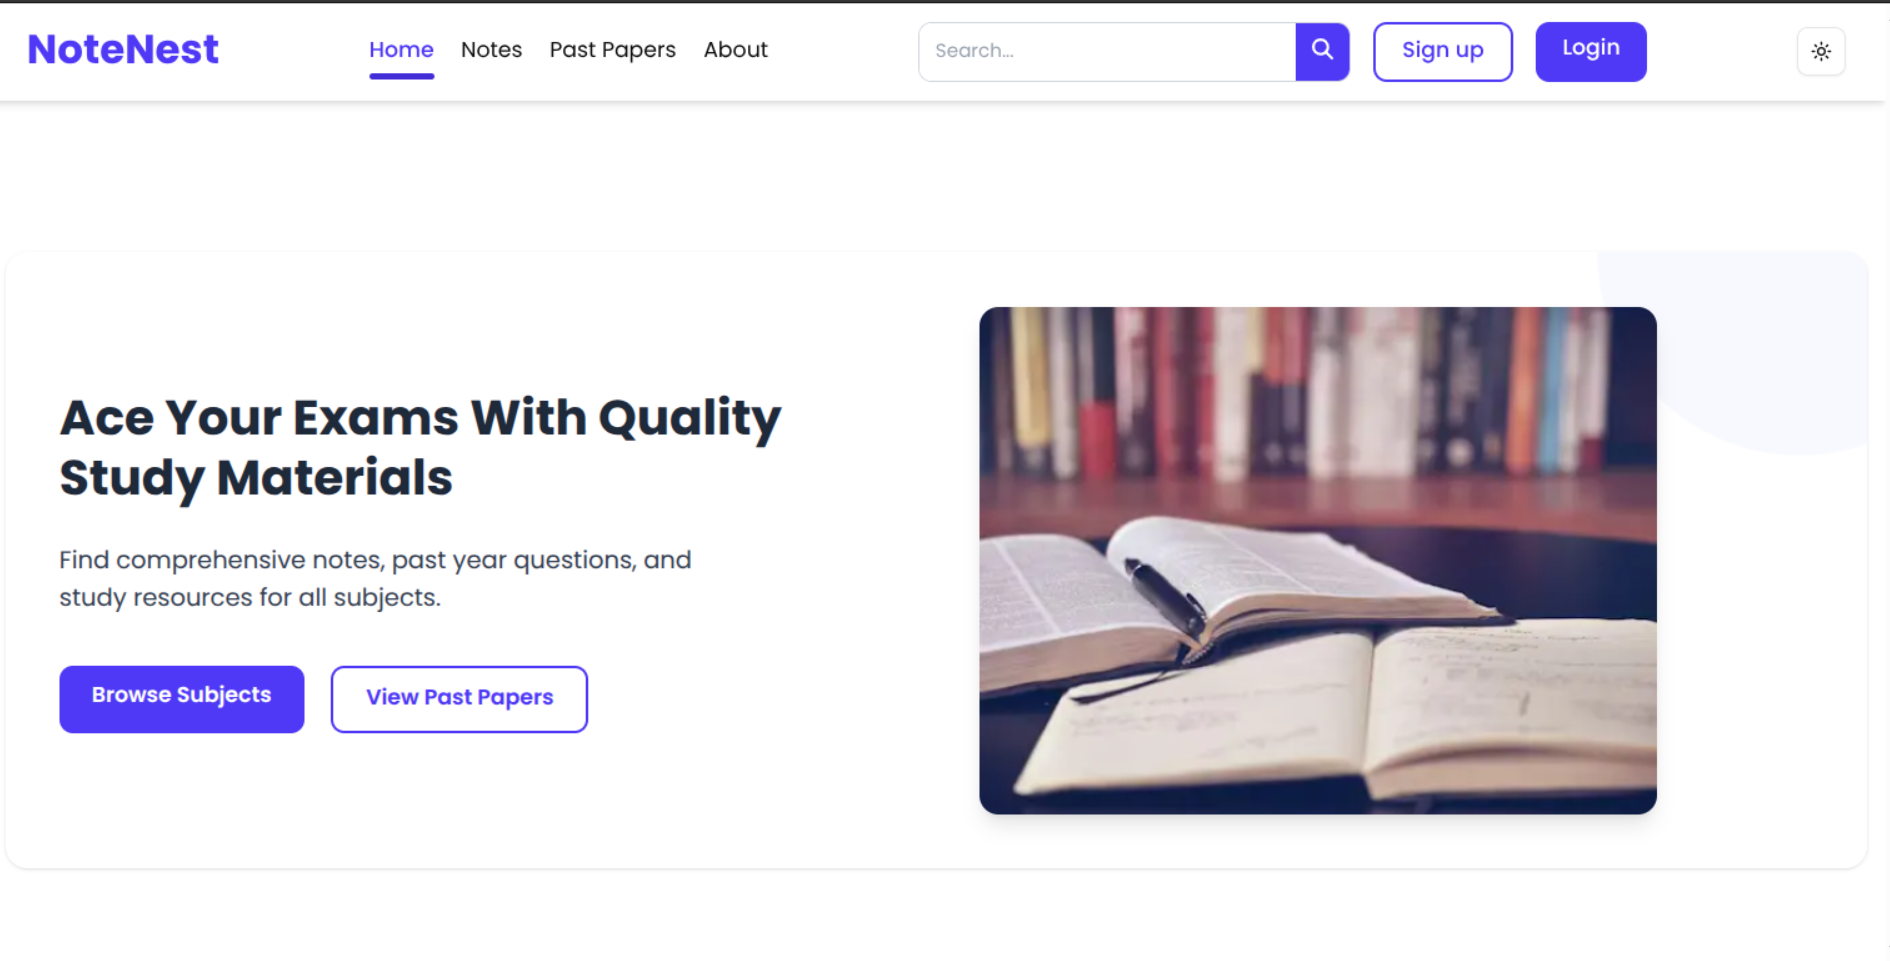 NoteNest
Home Notes Past Papers About
Search...
Sign up
Login
Ace Your Exams With Quality
Study Materials
Find comprehensive notes, past year questions, and
study resources for all subjects.
Browse Subjects
View Past Papers